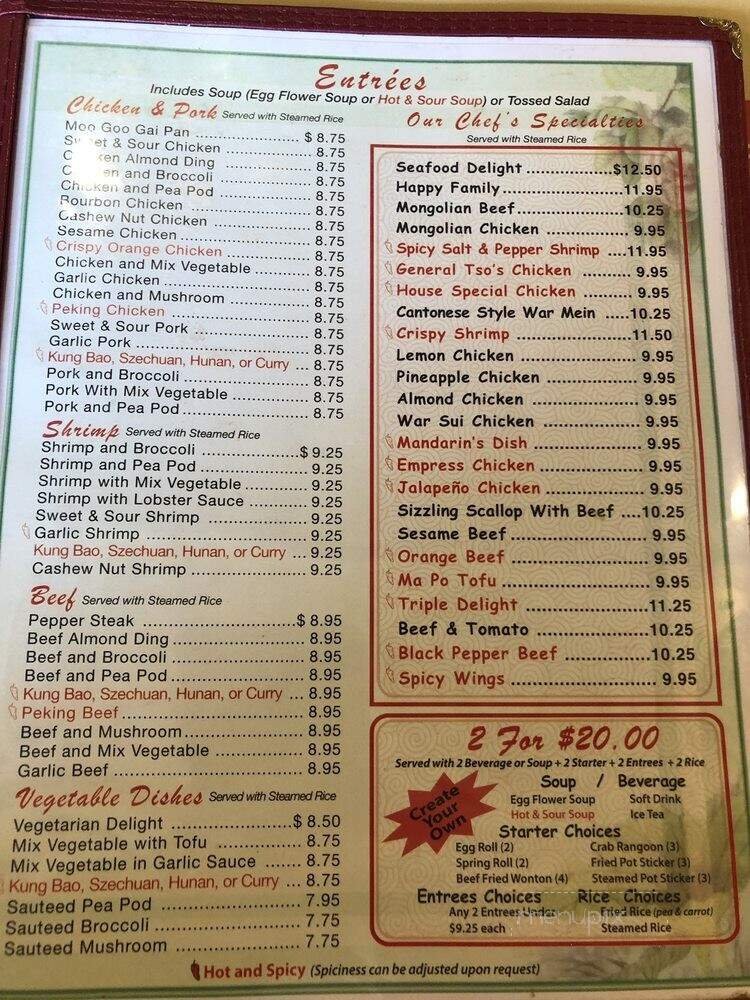 Entrées
Includes Soup (Egg Flower Soup or Hot & Sour Soup) or Tossed Salad
Chicken & Pork Served with Steamed Rice
Moo Goo Gai Pan .................. $ 8.75
Sweet & Sour Chicken .............. 8.75
Chicken Almond Ding .............. 8.75
Chicken and Broccoli ............... 8.75
Chicken and Pea Pod .............. 8.75
Bourbon Chicken .................... 8.75
Cashew Nut Chicken .............. 8.75
Sesame Chicken .................... 8.75
Crispy Orange Chicken ............ 8.75
Chicken and Mix Vegetable ........ 8.75
Garlic Chicken ...................... 8.75
Chicken and Mushroom ............ 8.75
Peking Chicken ...................... 8.75
Sweet & Sour Pork .................. 8.75
Garlic Pork ........................... 8.75
Kung Bao, Szechuan, Hunan, or Curry ... 8.75
Pork and Broccoli .................... 8.75
Pork With Mix Vegetable ............ 8.75
Pork and Pea Pod .................... 8.75
Shrimp Served with Steamed Rice
Shrimp and Broccoli ................ $ 9.25
Shrimp and Pea Pod ................ 9.25
Shrimp with Mix Vegetable .......... 9.25
Shrimp with Lobster Sauce ......... 9.25
Sweet & Sour Shrimp ............... 9.25
Garlic Shrimp ........................ 9.25
Kung Bao, Szechuan, Hunan, or Curry ... 9.25
Cashew Nut Shrimp ................. 9.25
Beef Served with Steamed Rice
Pepper Steak ........................ $ 8.95
Beef Almond Ding ................... 8.95
Beef and Broccoli ................... 8.95
Beef and Pea Pod ................... 8.95
Kung Bao, Szechuan, Hunan, or Curry ... 8.95
Peking Beef .......................... 8.95
Beef and Mushroom ................. 8.95
Beef and Mix Vegetable ............ 8.95
Garlic Beef ........................... 8.95
Vegetable Dishes Served with Steamed Rice
Vegetarian Delight .................. $ 8.50
Mix Vegetable with Tofu ............ 8.75
Mix Vegetable in Garlic Sauce ..... 8.75
Kung Bao, Szechuan, Hunan, or Curry ... 8.75
Sauteed Pea Pod .................... 7.95
Sauteed Broccoli .................... 7.75
Sauteed Mushroom .................. 7.75
Our Chef's Specialties
Served with Steamed Rice
Seafood Delight .................. $12.50
Happy Family ...................... 11.95
Mongolian Beef .................... 10.25
Mongolian Chicken ................ 9.95
Spicy Salt & Pepper Shrimp .... 11.95
General Tso's Chicken .......... 9.95
House Special Chicken .......... 9.95
Cantonese Style War Mein ..... 10.25
Crispy Shrimp ..................... 11.50
Lemon Chicken .................... 9.95
Pineapple Chicken ................ 9.95
Almond Chicken ................... 9.95
War Sui Chicken .................. 9.95
Mandarin's Dish ................... 9.95
Empress Chicken .................. 9.95
Jalapeño Chicken ................. 9.95
Sizzling Scallop With Beef .... 10.25
Sesame Beef ....................... 9.95
Orange Beef ....................... 9.95
Ma Po Tofu ......................... 9.95
Triple Delight ..................... 11.25
Beef & Tomato .................... 10.25
Black Pepper Beef ............... 10.25
Spicy Wings ....................... 9.95
2 For $20.00
Served with 2 Beverage or Soup + 2 Starter + 2 Entrees + 2 Rice
Create Your Own
Soup / Beverage
Egg Flower Soup Soft Drink
Hot & Sour Soup Ice Tea
Starter Choices
Egg Roll (2) Crab Rangoon (3)
Spring Roll (2) Fried Pot Sticker (3)
Beef Fried Wonton (4) Steamed Pot Sticker (3)
Entrees Choices Rice Choices
Any 2 Entrees Under Fried Rice (pea & carrot)
$9.25 each Steamed Rice
Hot and Spicy (Spiciness can be adjusted upon request)